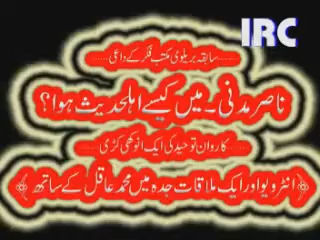 IRC
سابقہ بریلوی مکتب فکر کے داعی
ناصر مدنی ۔ میں کیسے اہلحدیث ہوا؟
کاروان توحید کی ایک انوکھی کڑی
﴿ انٹرویو اور ایک ملاقات جدہ میں محمد عاقل کے ساتھ ﴾